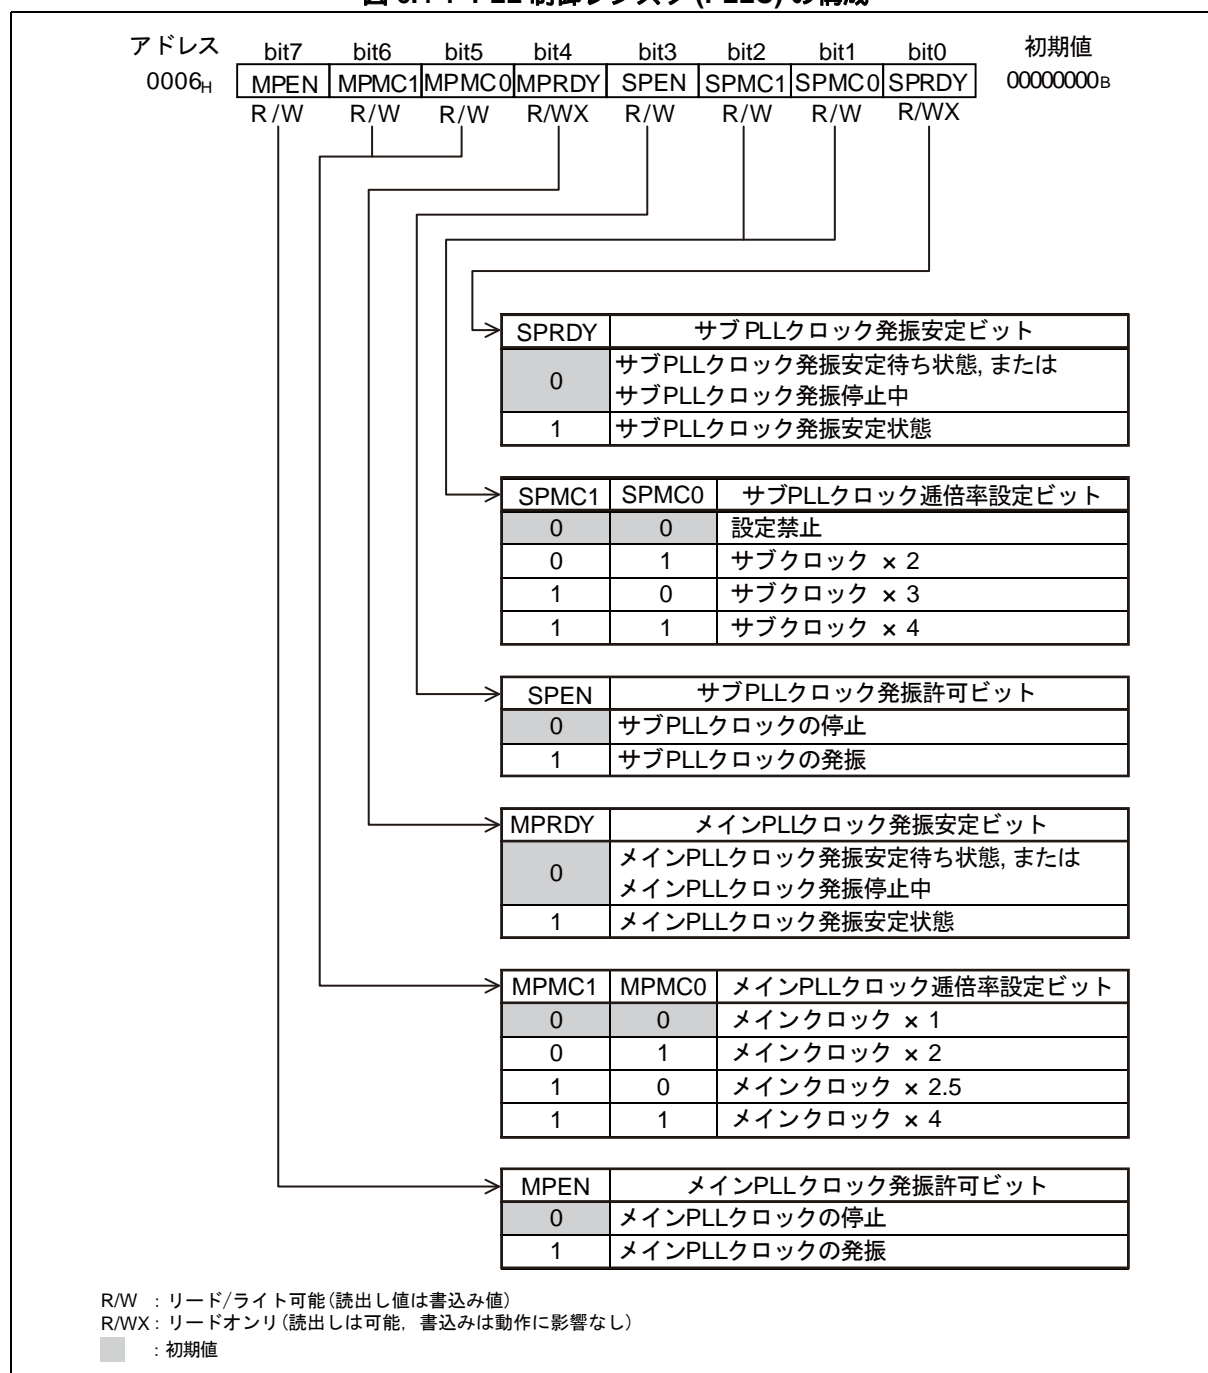 アドレス bit7 bit6 bit5 bit4 bit3 bit2 bit1 bit0 初期値
0006H MPEN MPMC1 MPMC0 MPRDY SPEN SPMC1 SPMC0 SPRDY 00000000B
R/W R/W R/W R/WX R/W R/W R/W R/WX
SPRDY サブPLLクロック発振安定ビット
0 サブPLLクロック発振安定待ち状態, または
サブPLLクロック発振停止中
1 サブPLLクロック発振安定状態
SPMC1 SPMC0 サブPLLクロック逓倍率設定ビット
0 0 設定禁止
0 1 サブクロック × 2
1 0 サブクロック × 3
1 1 サブクロック × 4
SPEN サブPLLクロック発振許可ビット
0 サブPLLクロックの停止
1 サブPLLクロックの発振
MPRDY メインPLLクロック発振安定ビット
0 メインPLLクロック発振安定待ち状態, または
メインPLLクロック発振停止中
1 メインPLLクロック発振安定状態
MPMC1 MPMC0 メインPLLクロック逓倍率設定ビット
0 0 メインクロック × 1
0 1 メインクロック × 2
1 0 メインクロック × 2.5
1 1 メインクロック × 4
MPEN メインPLLクロック発振許可ビット
0 メインPLLクロックの停止
1 メインPLLクロックの発振
R/W : リード/ライト可能(読出し値は書込み値)
R/WX : リードオンリ(読出しは可能, 書込みは動作に影響なし)
: 初期値